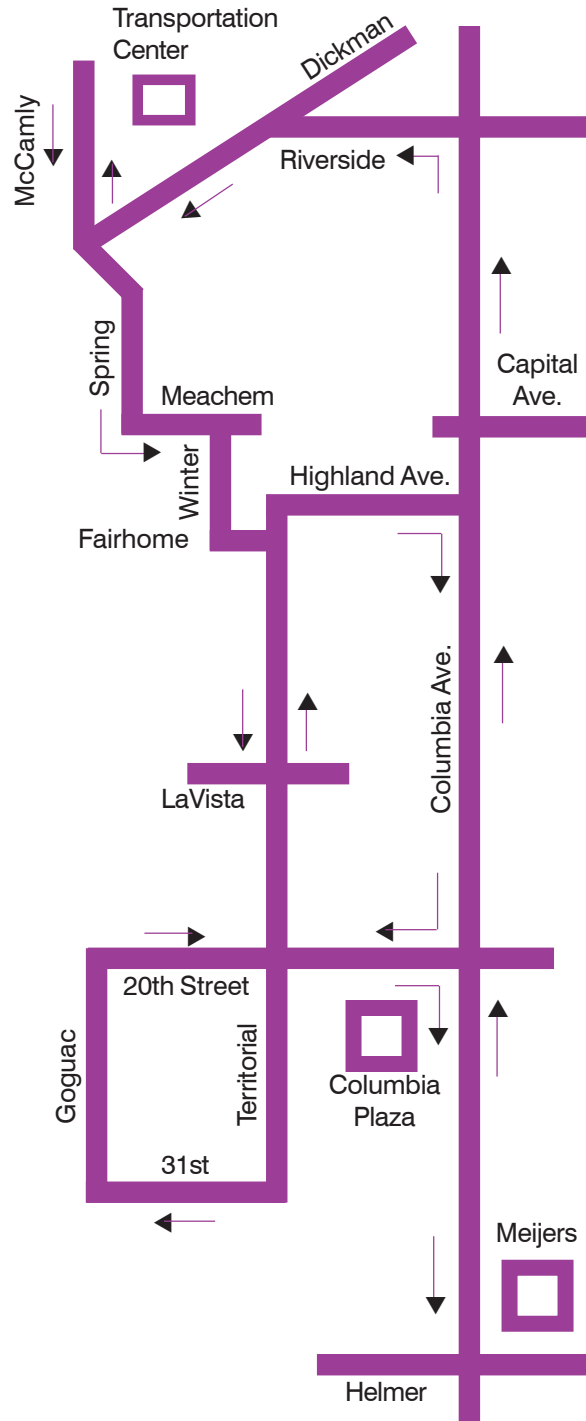 Transportation
Center
Dickman
McCamly
Riverside
Spring
Capital
Ave.
Meachem
Winter
Highland Ave.
Fairhome
Columbia Ave.
LaVista
20th Street
Goguac
Territorial
Columbia
Plaza
31st
Meijers
Helmer